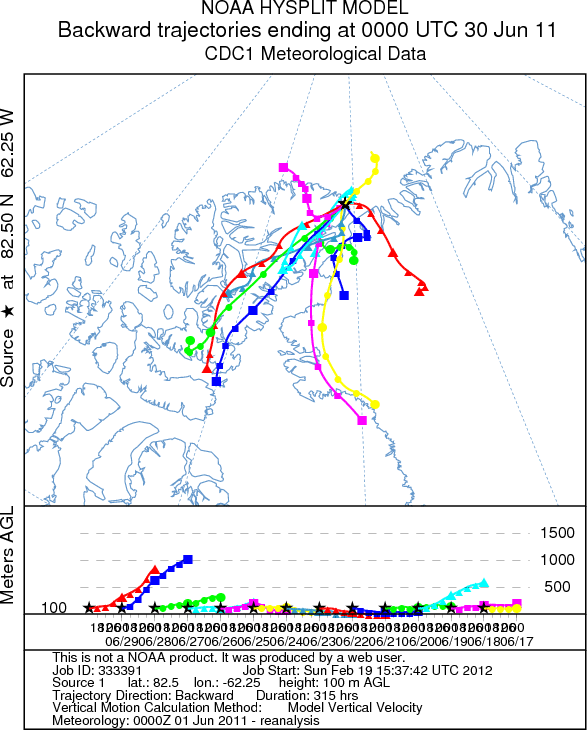 NOAA HYSPLIT MODEL
Backward trajectories ending at 0000 UTC 30 Jun 11
CDC1 Meteorological Data
Source ★ at 82.50 N 62.25 W
Meters AGL
1500
1000
500
100
06/29 06/28 06/27 06/26 06/25 06/24 06/23 06/22 06/21 06/20 06/19 06/18 06/17
This is not a NOAA product. It was produced by a web user.
Job ID: 333391 Job Start: Sun Feb 19 15:37:42 UTC 2012
Source 1 lat.: 82.5 lon.: -62.25 height: 100 m AGL
Trajectory Direction: Backward Duration: 315 hrs
Vertical Motion Calculation Method: Model Vertical Velocity
Meteorology: 0000Z 01 Jun 2011 - reanalysis